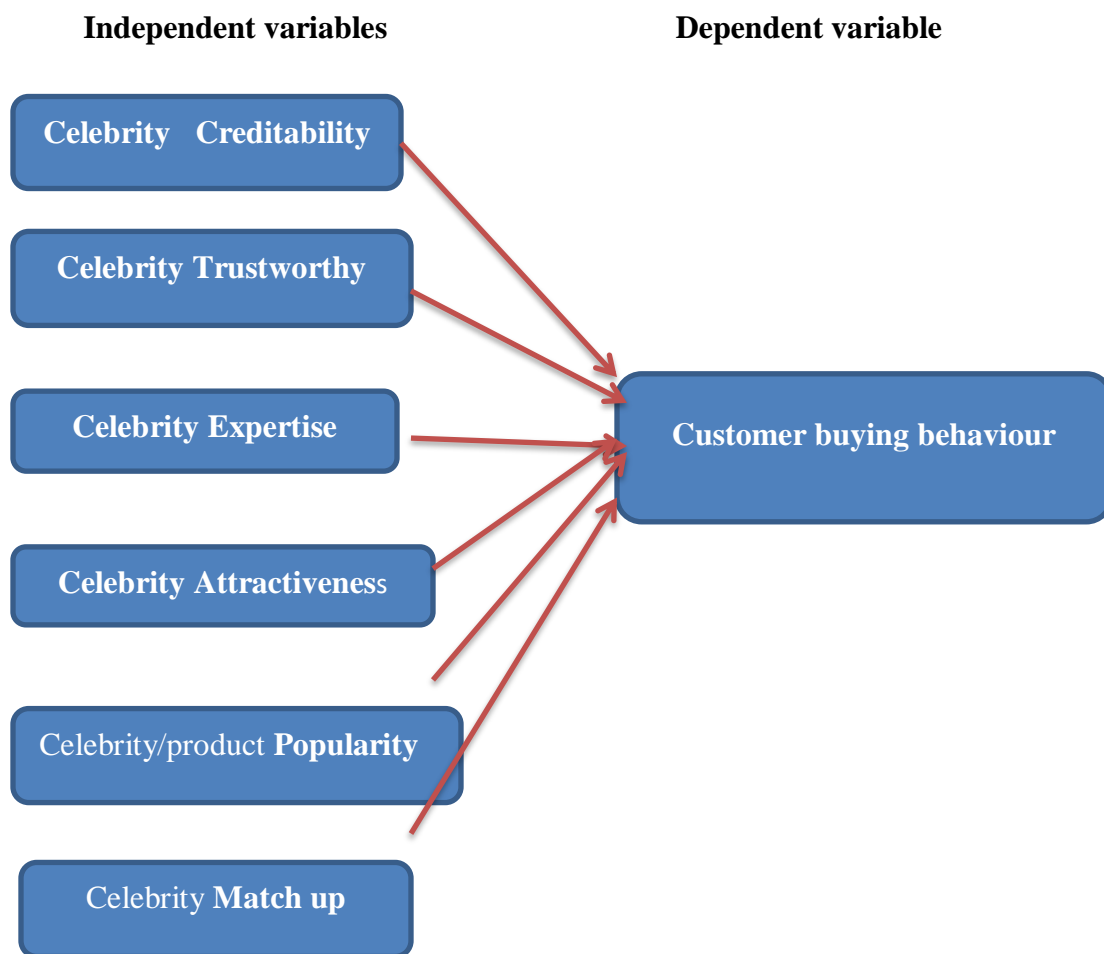 Independent variables
Dependent variable
Celebrity Creditability
Celebrity Trustworthy
Celebrity Expertise
Customer buying behaviour
Celebrity Attractiveness
Celebrity/product Popularity
Celebrity Match up